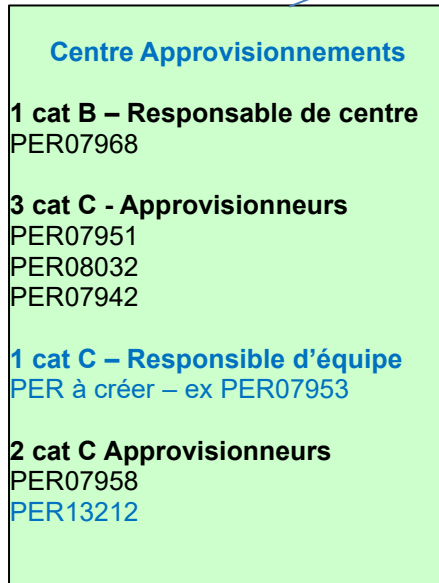 Centre Approvisionnements
1 cat B – Responsable de centre
PER07968
3 cat C - Approvisionneurs
PER07951
PER08032
PER07942
1 cat C – Responsible d'équipe
PER à créer – ex PER07953
2 cat C Approvisionneurs
PER07958
PER13212